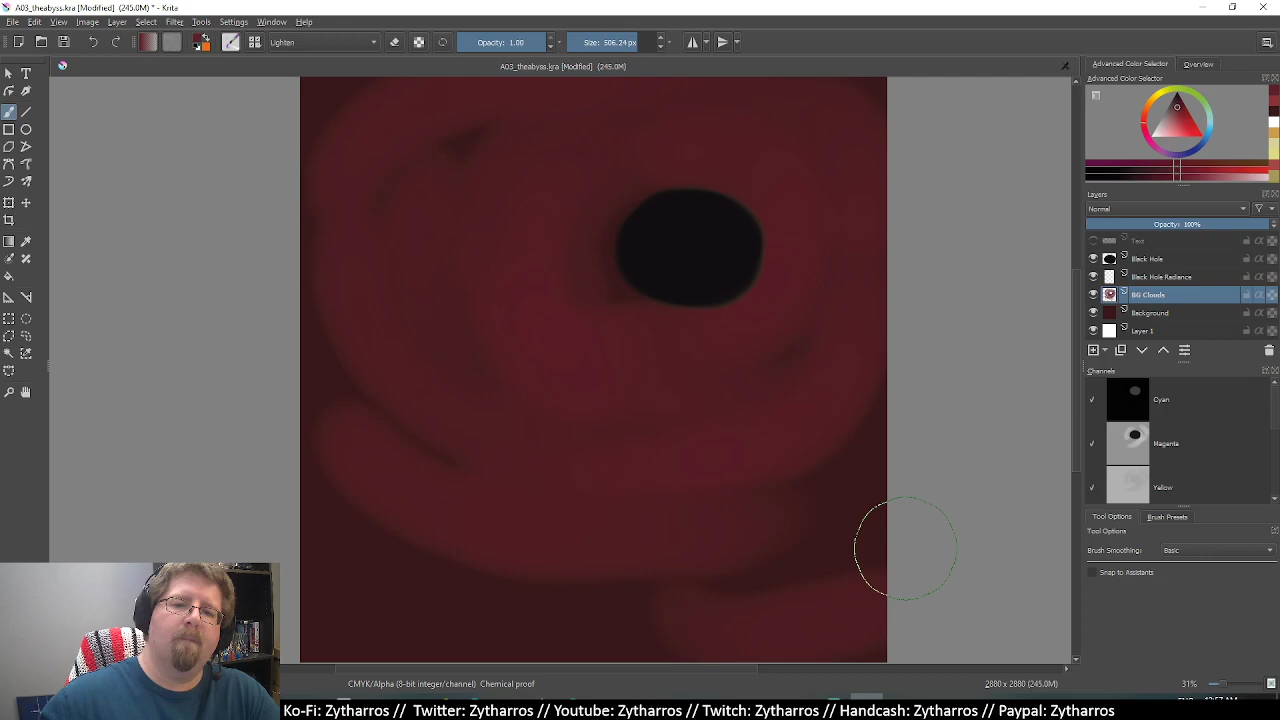 A03_theabyss.kra [Modified] (245.0M) * - Krita
File Edit View Image Layer Select Filter Tools Settings Window Help
Lighten Opacity: 1.00 Size: 506.24 px
A03_theabyss.kra [Modified] (245.0M)
Advanced Color Selector Overview
Advanced Color Selector
Layers
Normal
Opacity: 100%
Text
Black Hole
Black Hole Radiance
BG Clouds
Background
Layer 1
Channels
Cyan
Magenta
Yellow
Tool Options Brush Presets
Tool Options
Brush Smoothing: Basic
Snap to Assistants
CMYK/Alpha (8-bit integer/channel) Chemical proof 2880 x 2880 (245.0M) 31%
Ko-Fi: Zytharros // Twitter: Zytharros // Youtube: Zytharros // Twitch: Zytharros // Handcash: Zytharros // Paypal: Zytharros